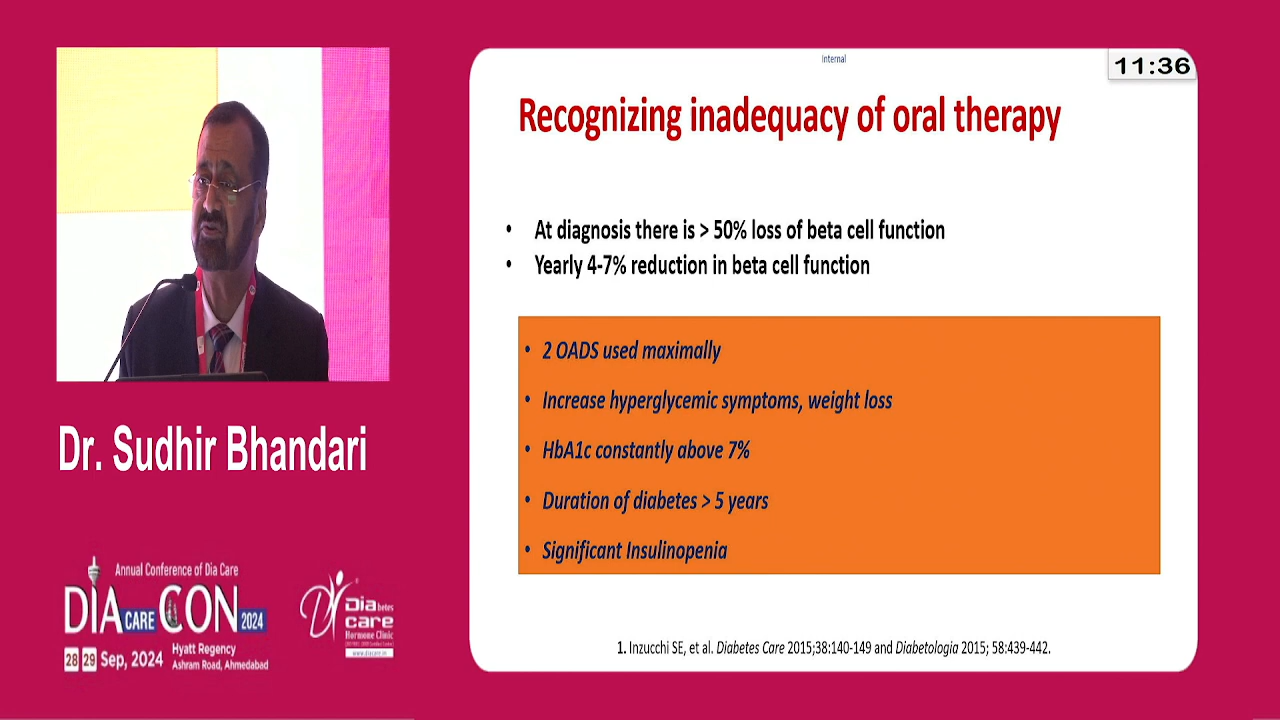 Internal
11:36
Recognizing inadequacy of oral therapy
• At diagnosis there is > 50% loss of beta cell function
• Yearly 4-7% reduction in beta cell function
• 2 OADS used maximally
• Increase hyperglycemic symptoms, weight loss
• HbA1c constantly above 7%
• Duration of diabetes > 5 years
• Significant Insulinopenia
1. Inzucchi SE, et al. Diabetes Care 2015;38:140-149 and Diabetologia 2015; 58:439-442.
Dr. Sudhir Bhandari
Annual Conference of Dia Care
DIA CARE CON 2024
28 29 Sep, 2024
Hyatt Regency
Ashram Road, Ahmedabad
Diabetes
care
Hormone Clinic
www.diacare.in